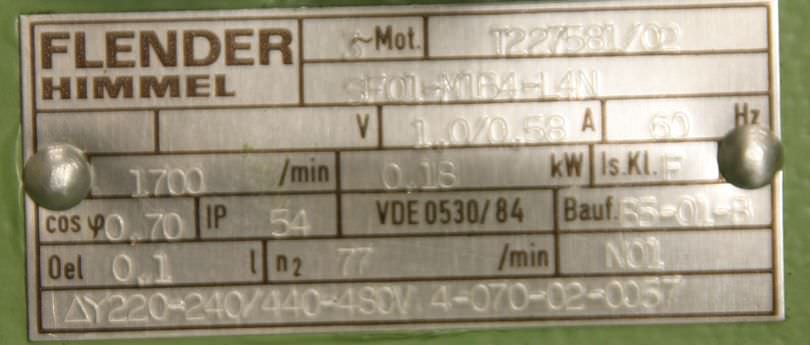 FLENDER
HIMMEL
~Mot. T227581/02
SF01-M1B4-L4N
V 1,0/0,58 A 60 Hz
1700 /min 0,18 kW Is.Kl. F
cos φ 0,70 IP 54 VDE 0530/84 Bauf. B5-01-B
Oel 0,1 l n₂ 77 /min N01
ΔY220-240/440-480V 4-070-02-0057